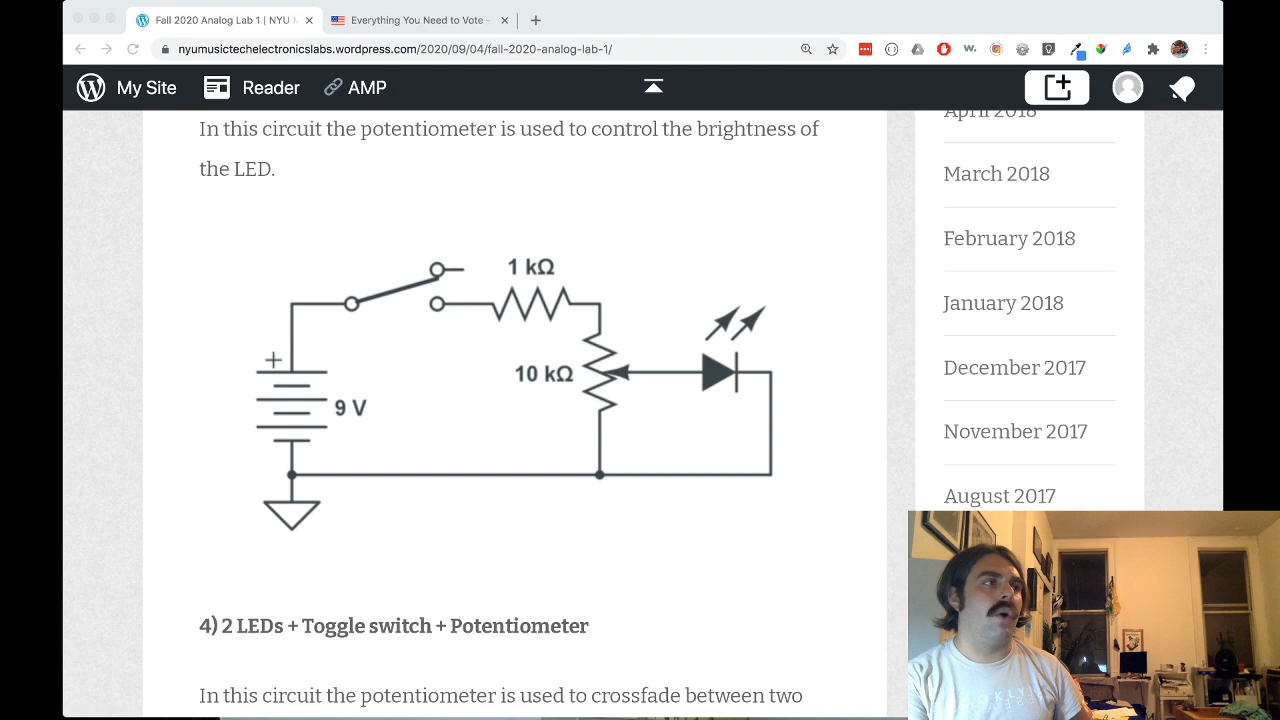 Fall 2020 Analog Lab 1 | NYU M
Everything You Need to Vote -
nyumusictechelectronicslabs.wordpress.com/2020/09/04/fall-2020-analog-lab-1/
My Site
Reader
AMP
In this circuit the potentiometer is used to control the brightness of
the LED.
1 kΩ
+
10 kΩ
9 V
4) 2 LEDs + Toggle switch + Potentiometer
In this circuit the potentiometer is used to crossfade between two
April 2018
March 2018
February 2018
January 2018
December 2017
November 2017
August 2017